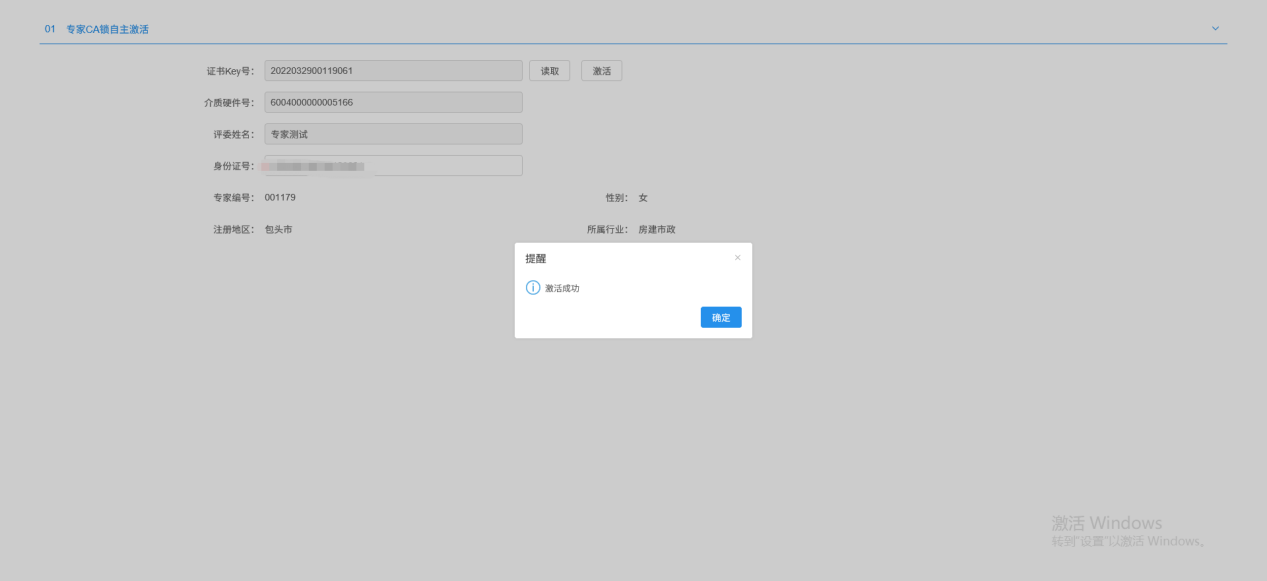 01 专家CA锁自主激活
证书Key号： 2022032900119061 读取 激活
介质硬件号： 6004000000005166
评委姓名： 专家测试
身份证号：
专家编号： 001179 性别： 女
注册地区： 包头市 所属行业： 房建市政
提醒
激活成功
确定
激活 Windows
转到"设置"以激活 Windows。